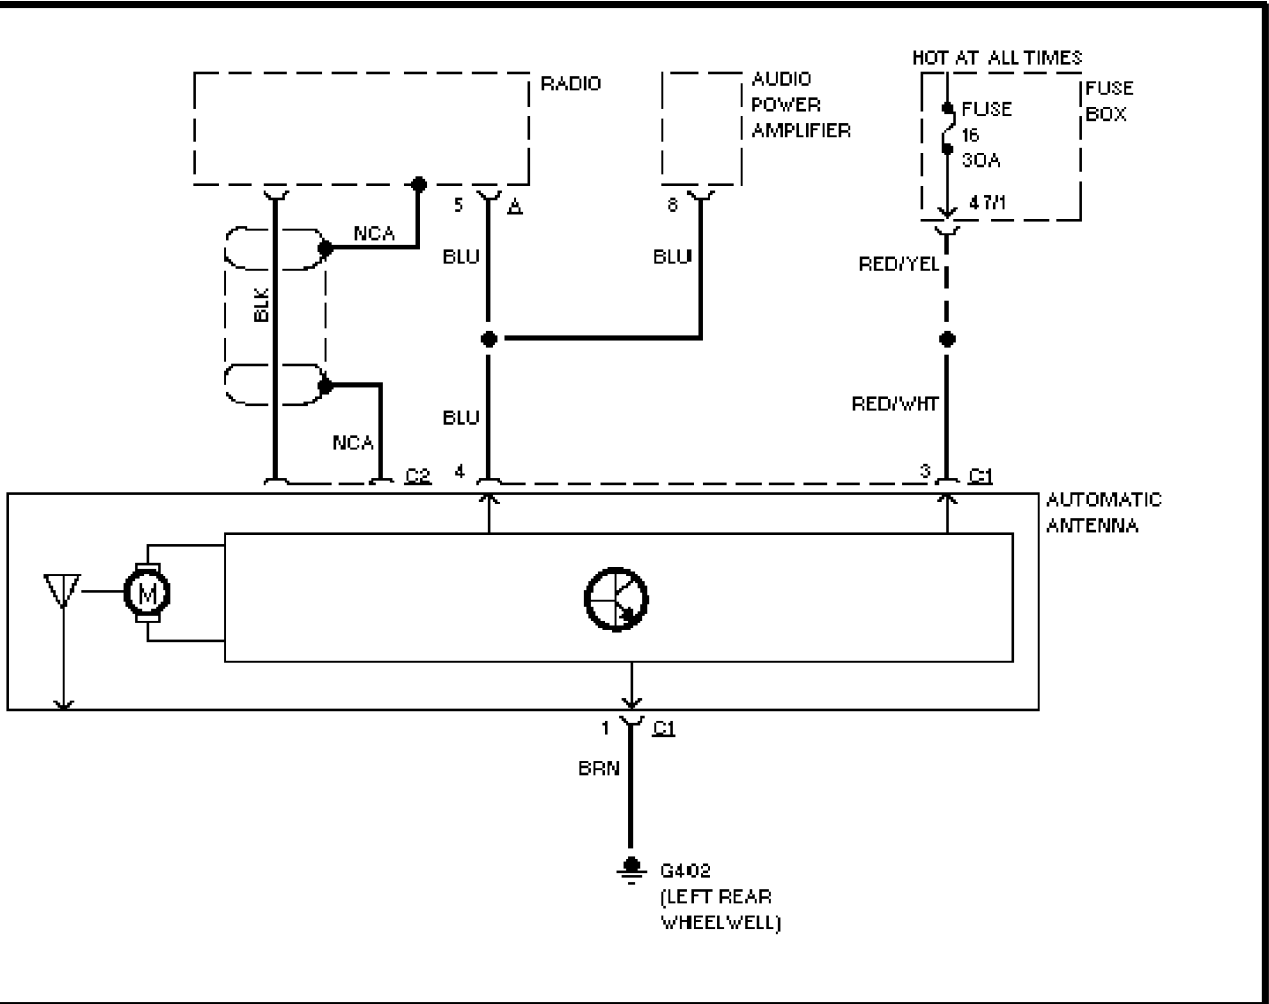 HOT AT ALL TIMES
RADIO
AUDIO
POWER
AMPLIFIER
FUSE
BOX
FUSE
16
30A
47/1
5 A
8
NCA
BLU
BLU
RED/YEL
BLK
RED/WHT
BLU
NCA
C2 4
3 C1
AUTOMATIC
ANTENNA
M
1 C1
BRN
G402
(LEFT REAR
WHEELWELL)